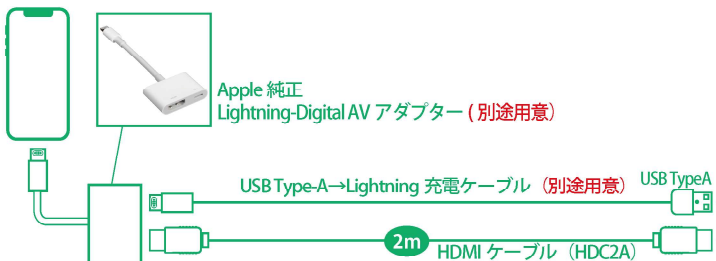 Apple 純正
Lightning-Digital AV アダプター ( 別途用意）
USB Type-A→Lightning 充電ケーブル（別途用意）
USB TypeA
2m
HDMI ケーブル（HDC2A）